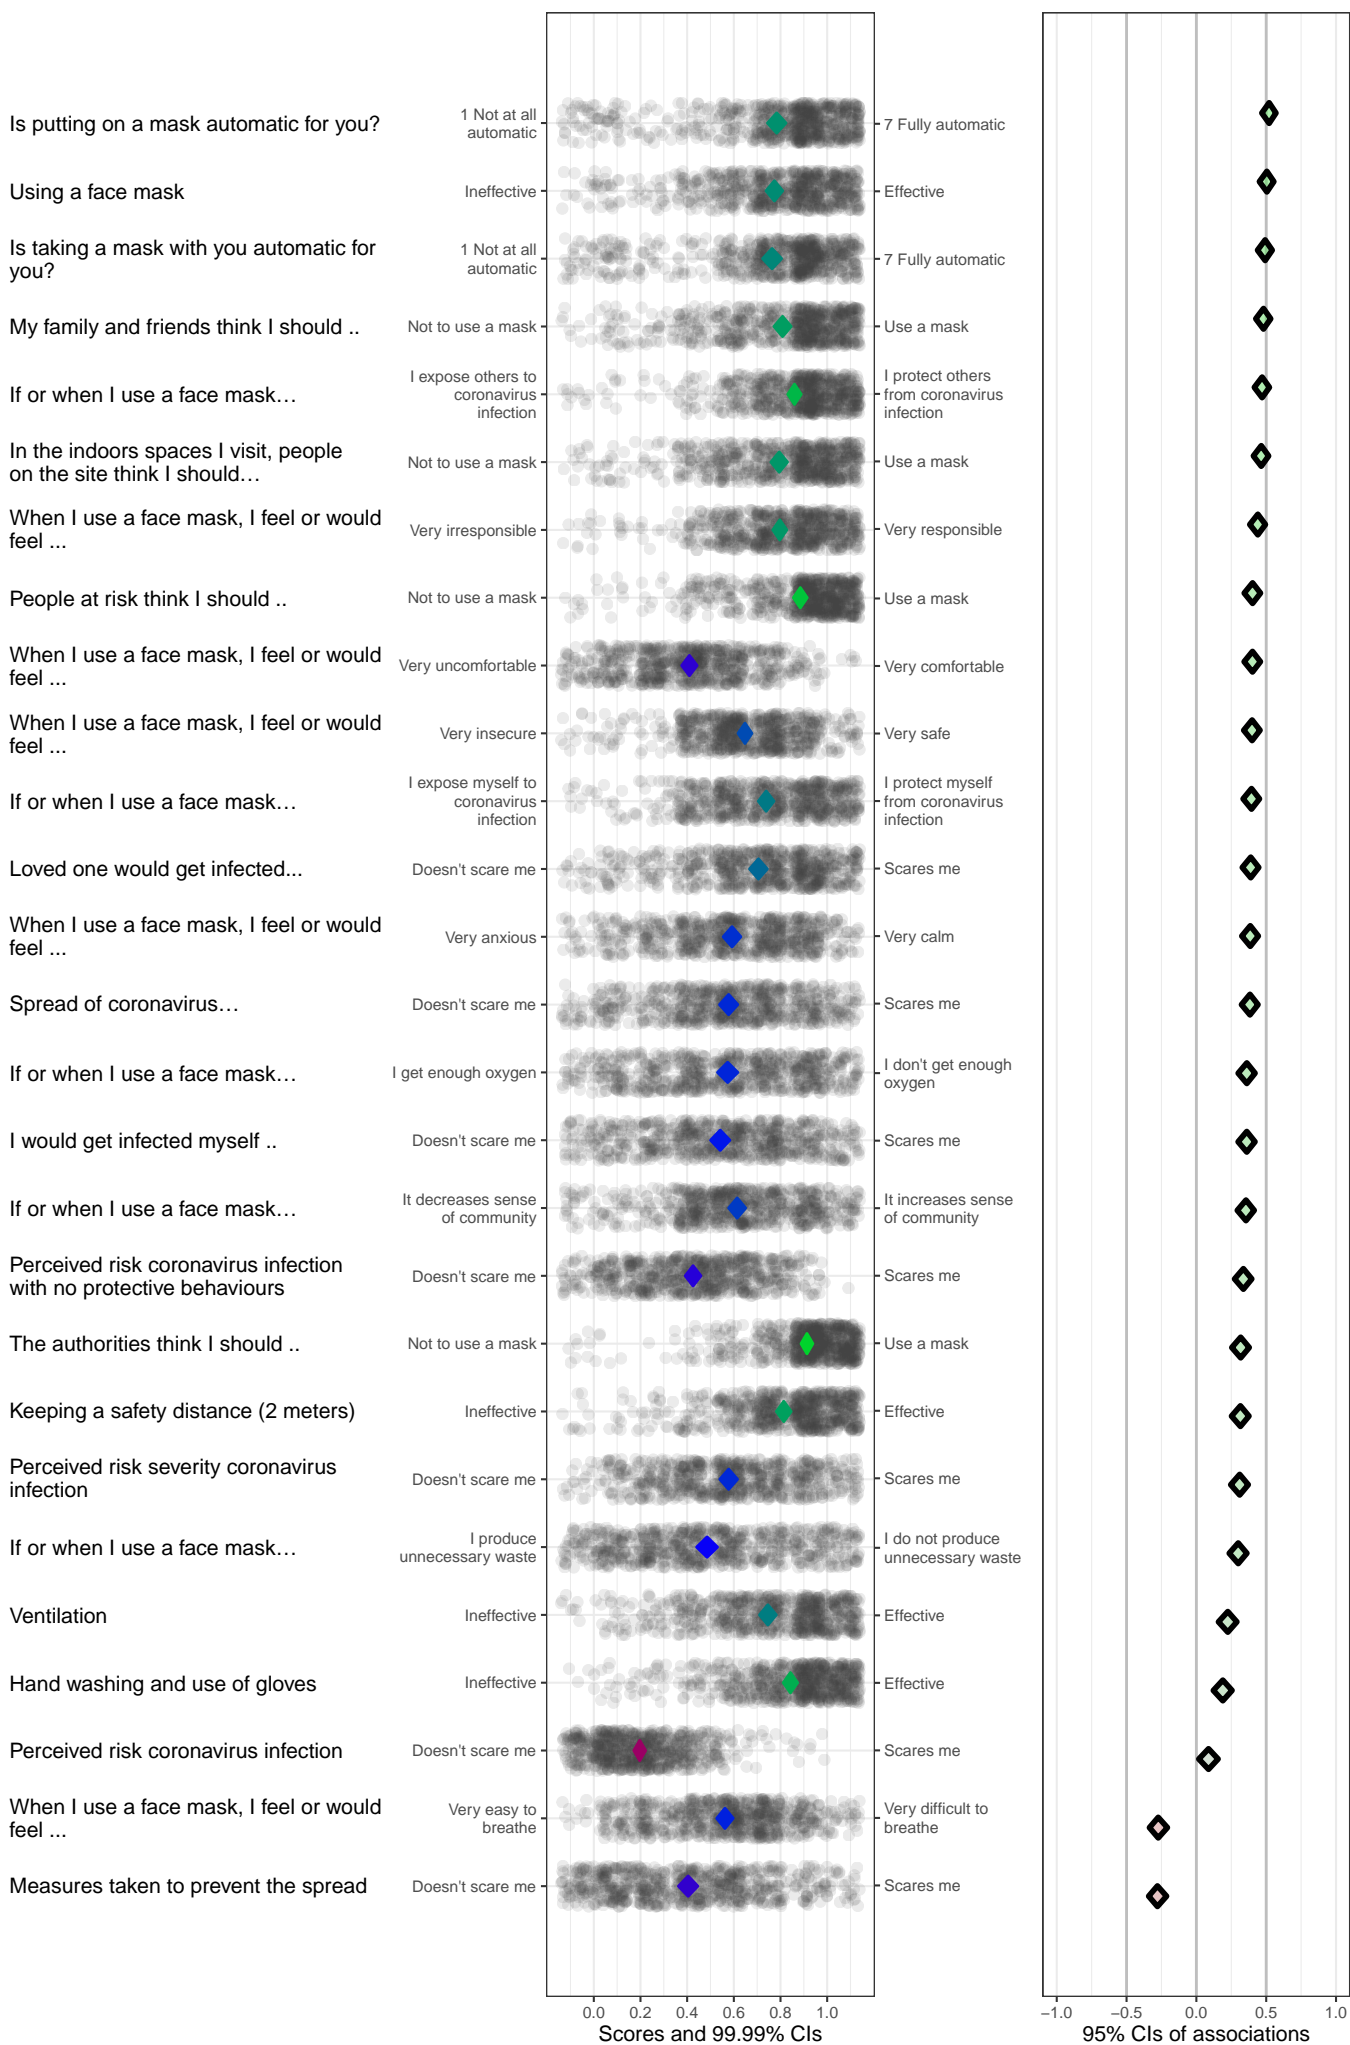 Is putting on a mask automatic for you?
1 Not at all
automatic
7 Fully automatic
Using a face mask
Ineffective
Effective
Is taking a mask with you automatic for
you?
1 Not at all
automatic
7 Fully automatic
My family and friends think I should ..
Not to use a mask
Use a mask
If or when I use a face mask…
I expose others to
coronavirus
infection
I protect others
from coronavirus
infection
In the indoors spaces I visit, people
on the site think I should…
Not to use a mask
Use a mask
When I use a face mask, I feel or would
feel ...
Very irresponsible
Very responsible
People at risk think I should ..
Not to use a mask
Use a mask
When I use a face mask, I feel or would
feel ...
Very uncomfortable
Very comfortable
When I use a face mask, I feel or would
feel ...
Very insecure
Very safe
If or when I use a face mask…
I expose myself to
coronavirus
infection
I protect myself
from coronavirus
infection
Loved one would get infected...
Doesn't scare me
Scares me
When I use a face mask, I feel or would
feel ...
Very anxious
Very calm
Spread of coronavirus…
Doesn't scare me
Scares me
If or when I use a face mask…
I get enough oxygen
I don't get enough
oxygen
I would get infected myself ..
Doesn't scare me
Scares me
If or when I use a face mask…
It decreases sense
of community
It increases sense
of community
Perceived risk coronavirus infection
with no protective behaviours
Doesn't scare me
Scares me
The authorities think I should ..
Not to use a mask
Use a mask
Keeping a safety distance (2 meters)
Ineffective
Effective
Perceived risk severity coronavirus
infection
Doesn't scare me
Scares me
If or when I use a face mask…
I produce
unnecessary waste
I do not produce
unnecessary waste
Ventilation
Ineffective
Effective
Hand washing and use of gloves
Ineffective
Effective
Perceived risk coronavirus infection
Doesn't scare me
Scares me
When I use a face mask, I feel or would
feel ...
Very easy to
breathe
Very difficult to
breathe
Measures taken to prevent the spread
Doesn't scare me
Scares me
0.0 0.2 0.4 0.6 0.8 1.0
Scores and 99.99% CIs
−1.0 −0.5 0.0 0.5 1.0
95% CIs of associations